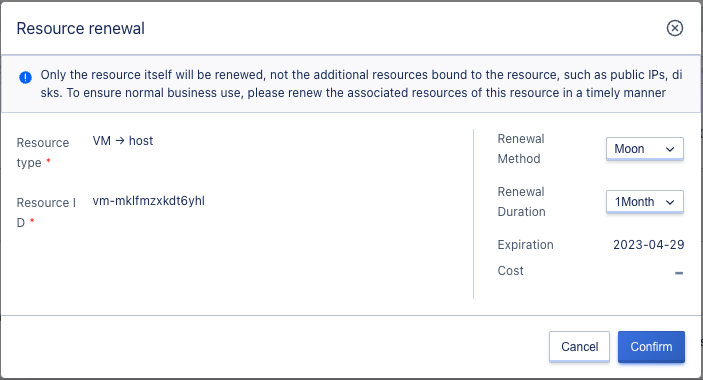 Resource renewal
Only the resource itself will be renewed, not the additional resources bound to the resource, such as public IPs, di
sks. To ensure normal business use, please renew the associated resources of this resource in a timely manner
Resource
type *
VM → host
Resource I
D *
vm-mklfmzxkdt6yhl
Renewal
Method
Moon
Renewal
Duration
1Month
Expiration
2023-04-29
Cost
–
Cancel
Confirm